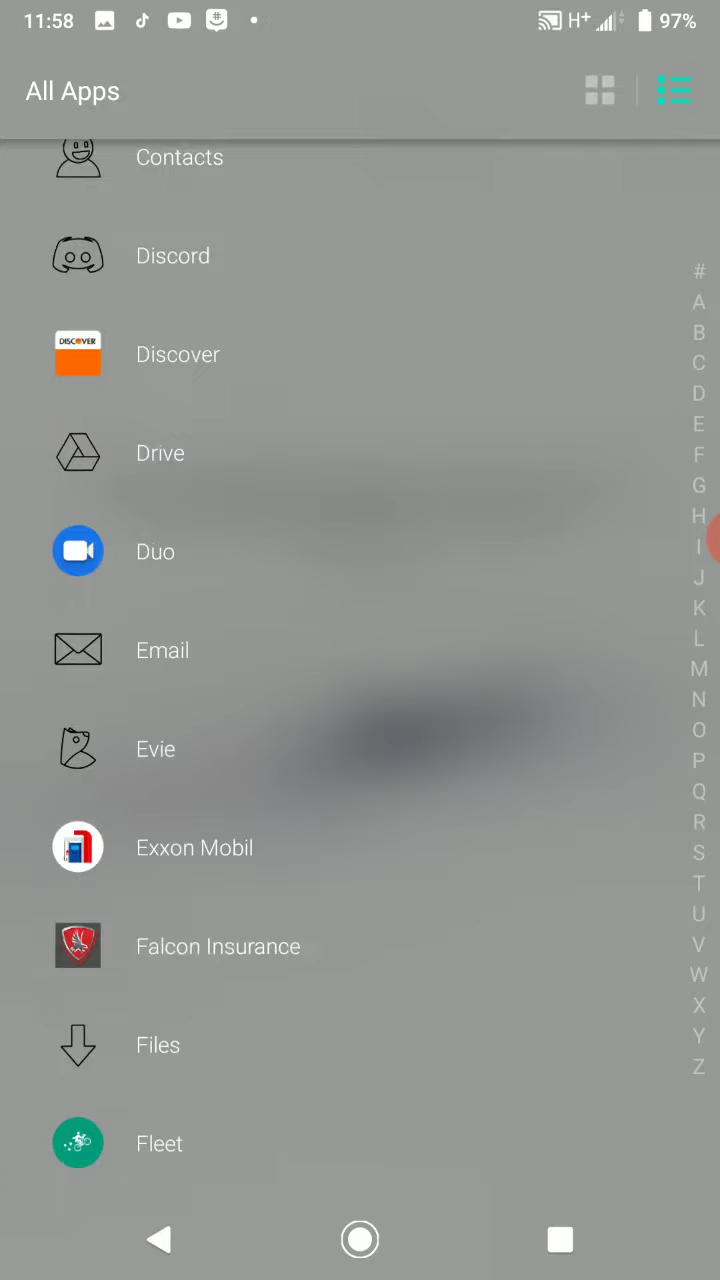 11:58 H+ 97%
All Apps
Contacts
Discord
DISCOVER Discover
Drive
Duo
Email
Evie
Exxon Mobil
Falcon Insurance
Files
Fleet
#
A
B
C
D
E
F
G
H
I
J
K
L
M
N
O
P
Q
R
S
T
U
V
W
X
Y
Z